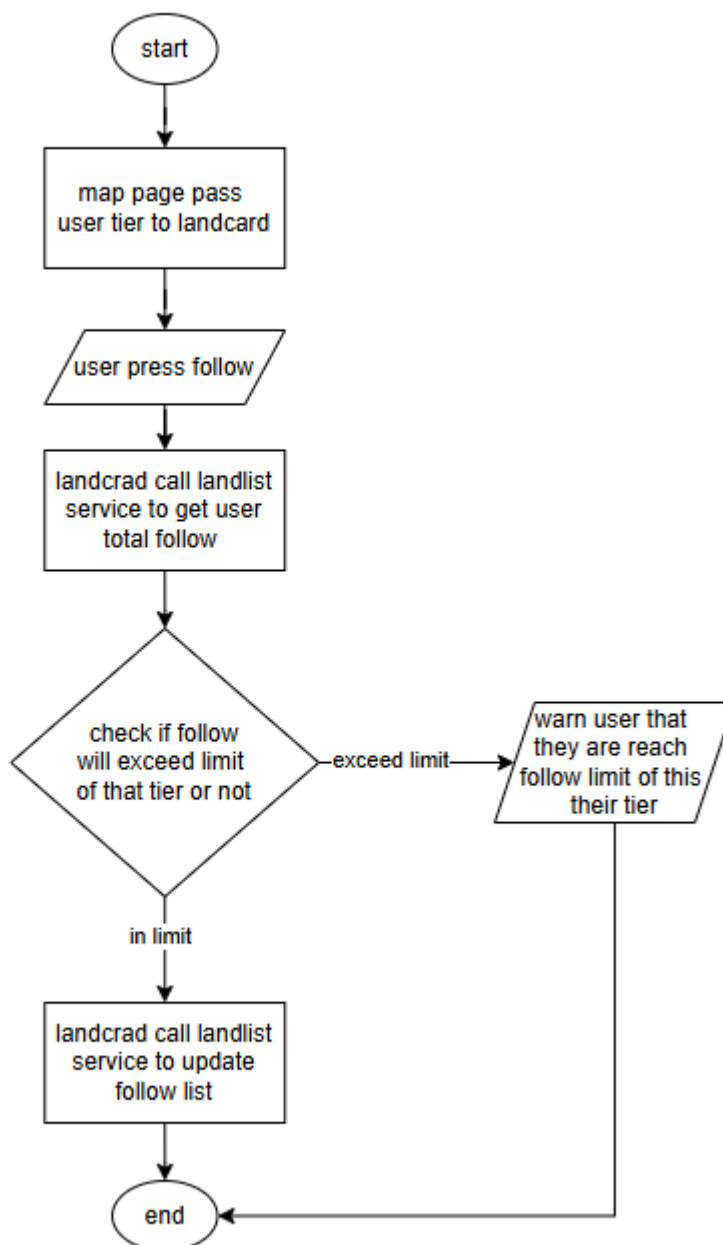 start
map page pass
user tier to landcard
user press follow
landcrad call landlist
service to get user
total follow
check if follow
will exceed limit
of that tier or not
exceed limit
warn user that
they are reach
follow limit of this
their tier
in limit
landcrad call landlist
service to update
follow list
end